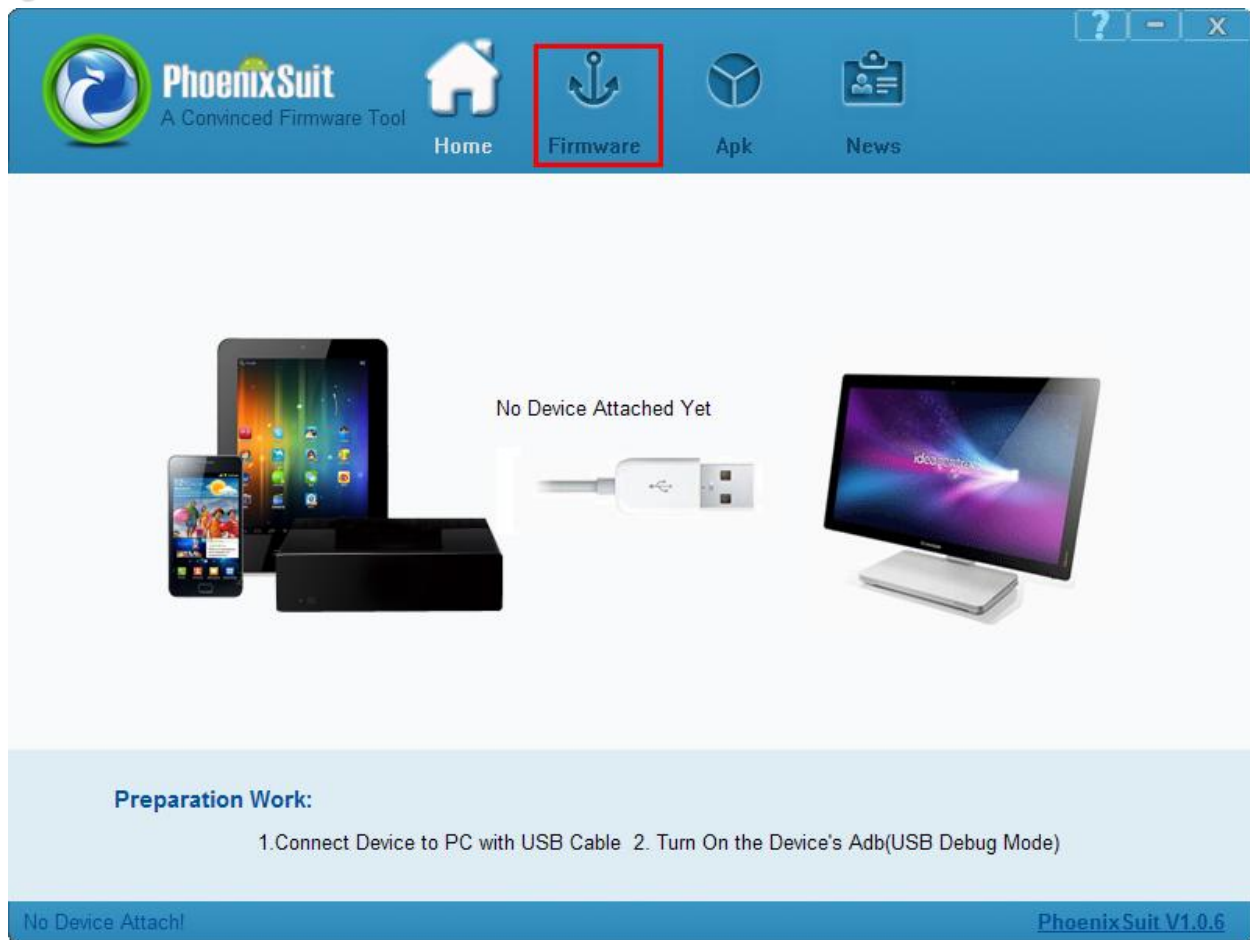 ? - X
PhoenixSuit
A Convinced Firmware Tool
Home Firmware Apk News
No Device Attached Yet
Preparation Work:
1.Connect Device to PC with USB Cable 2. Turn On the Device's Adb(USB Debug Mode)
No Device Attach!
PhoenixSuit V1.0.6